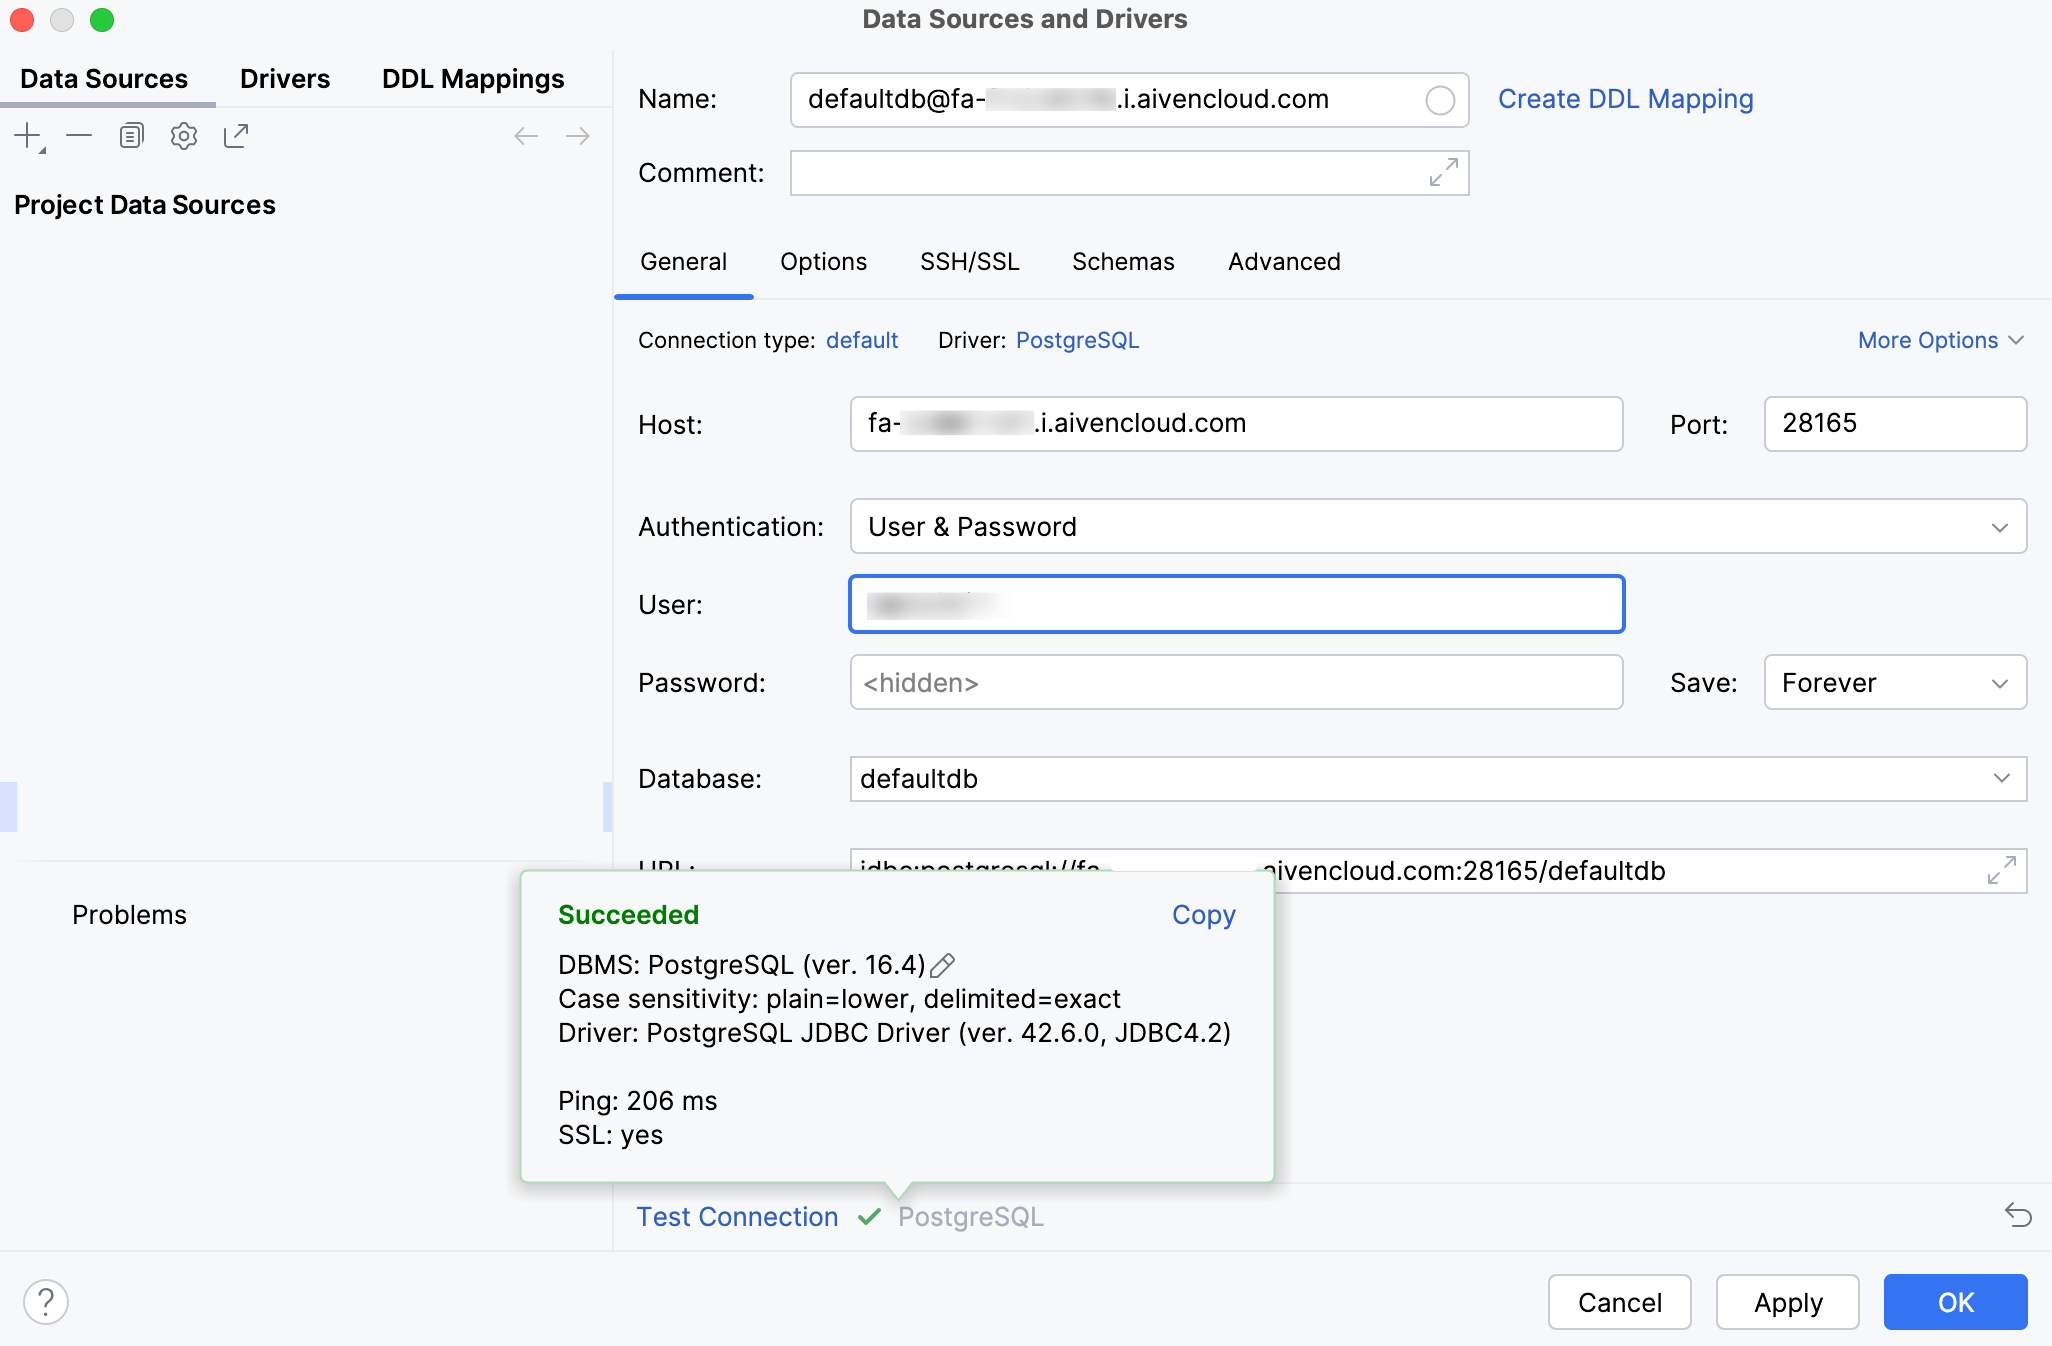 Data Sources and Drivers
Data Sources Drivers DDL Mappings
Project Data Sources
Problems
Name: defaultdb@fa- .i.aivencloud.com Create DDL Mapping
Comment:
General Options SSH/SSL Schemas Advanced
Connection type: default Driver: PostgreSQL More Options
Host: fa- .i.aivencloud.com Port: 28165
Authentication: User & Password
User:
Password: <hidden> Save: Forever
Database: defaultdb
URL: jdbc:postgresql://fa- aivencloud.com:28165/defaultdb
Succeeded Copy
DBMS: PostgreSQL (ver. 16.4)
Case sensitivity: plain=lower, delimited=exact
Driver: PostgreSQL JDBC Driver (ver. 42.6.0, JDBC4.2)
Ping: 206 ms
SSL: yes
Test Connection PostgreSQL
? Cancel Apply OK